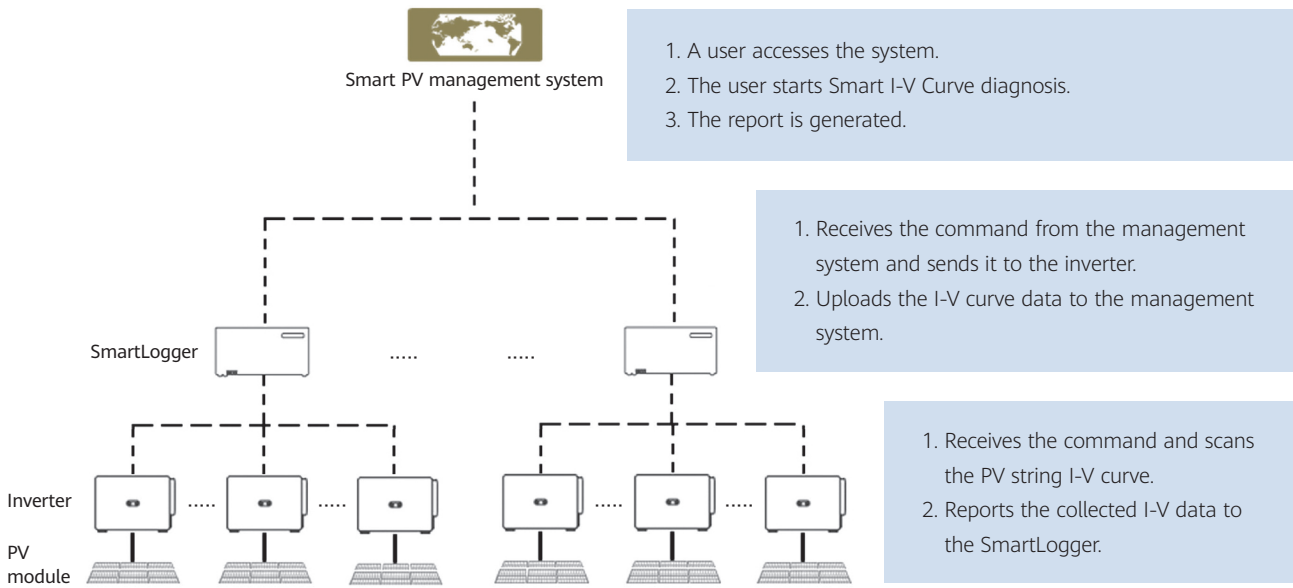 Smart PV management system
1. A user accesses the system.
2. The user starts Smart I-V Curve diagnosis.
3. The report is generated.
1. Receives the command from the management
system and sends it to the inverter.
2. Uploads the I-V curve data to the management
system.
SmartLogger
.....
.....
1. Receives the command and scans
the PV string I-V curve.
2. Reports the collected I-V data to
the SmartLogger.
Inverter
.....
.....
.....
.....
PV
module